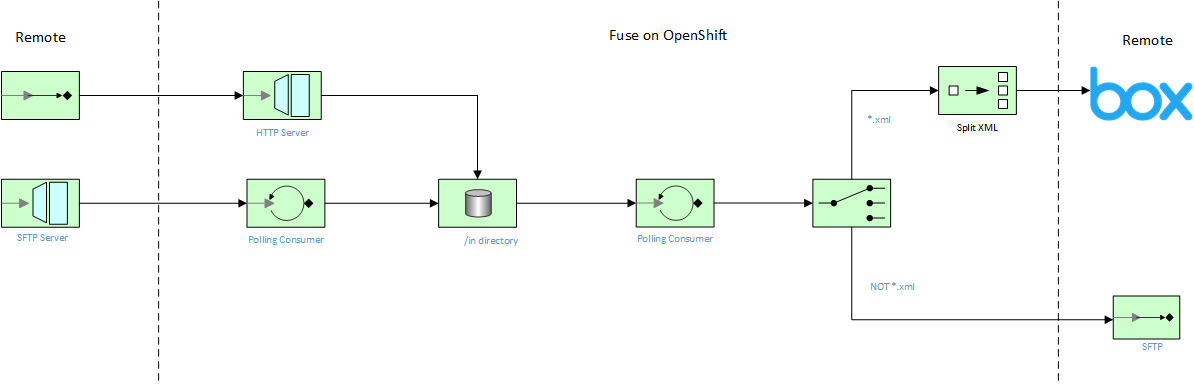 Remote
Fuse on OpenShift
Remote
box
HTTP Server
*.xml
Split XML
SFTP Server
Polling Consumer
/in directory
Polling Consumer
NOT *.xml
SFTP